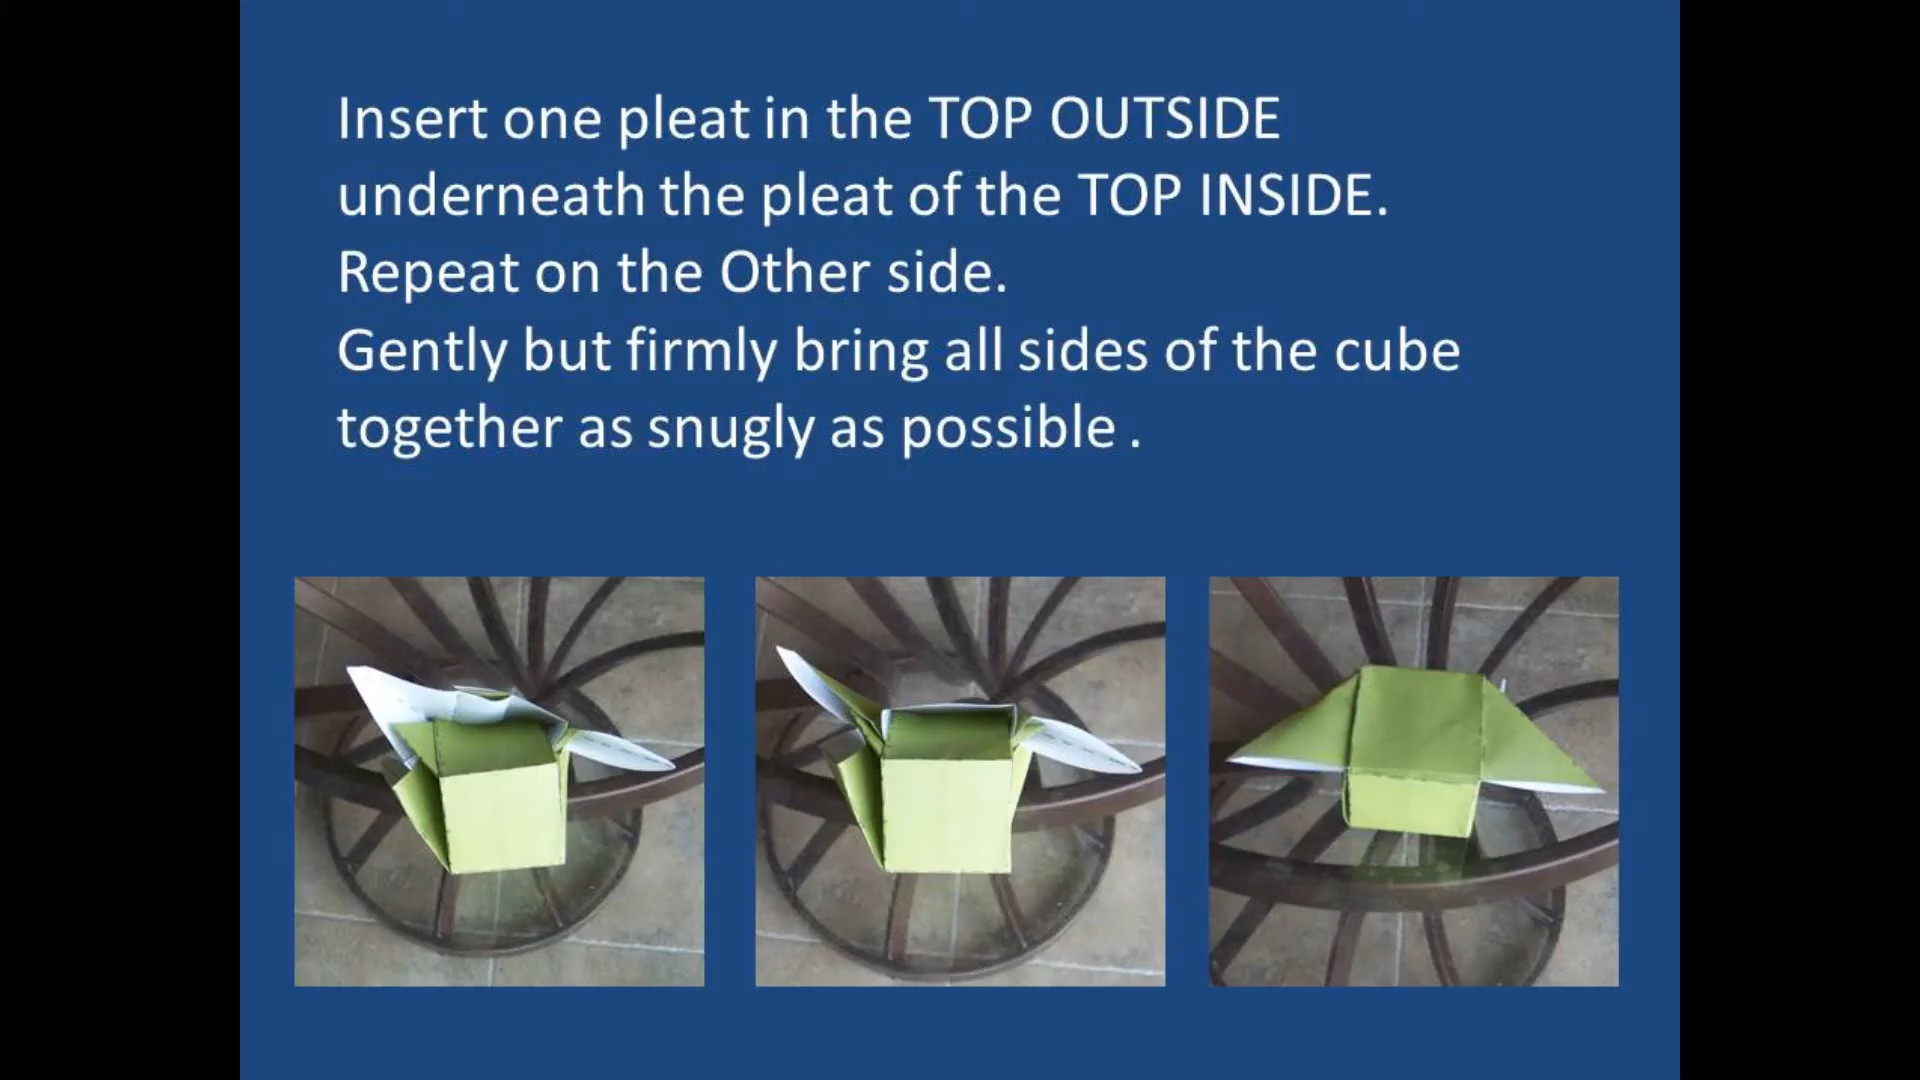 Insert one pleat in the TOP OUTSIDE
underneath the pleat of the TOP INSIDE.
Repeat on the Other side.
Gently but firmly bring all sides of the cube
together as snugly as possible .